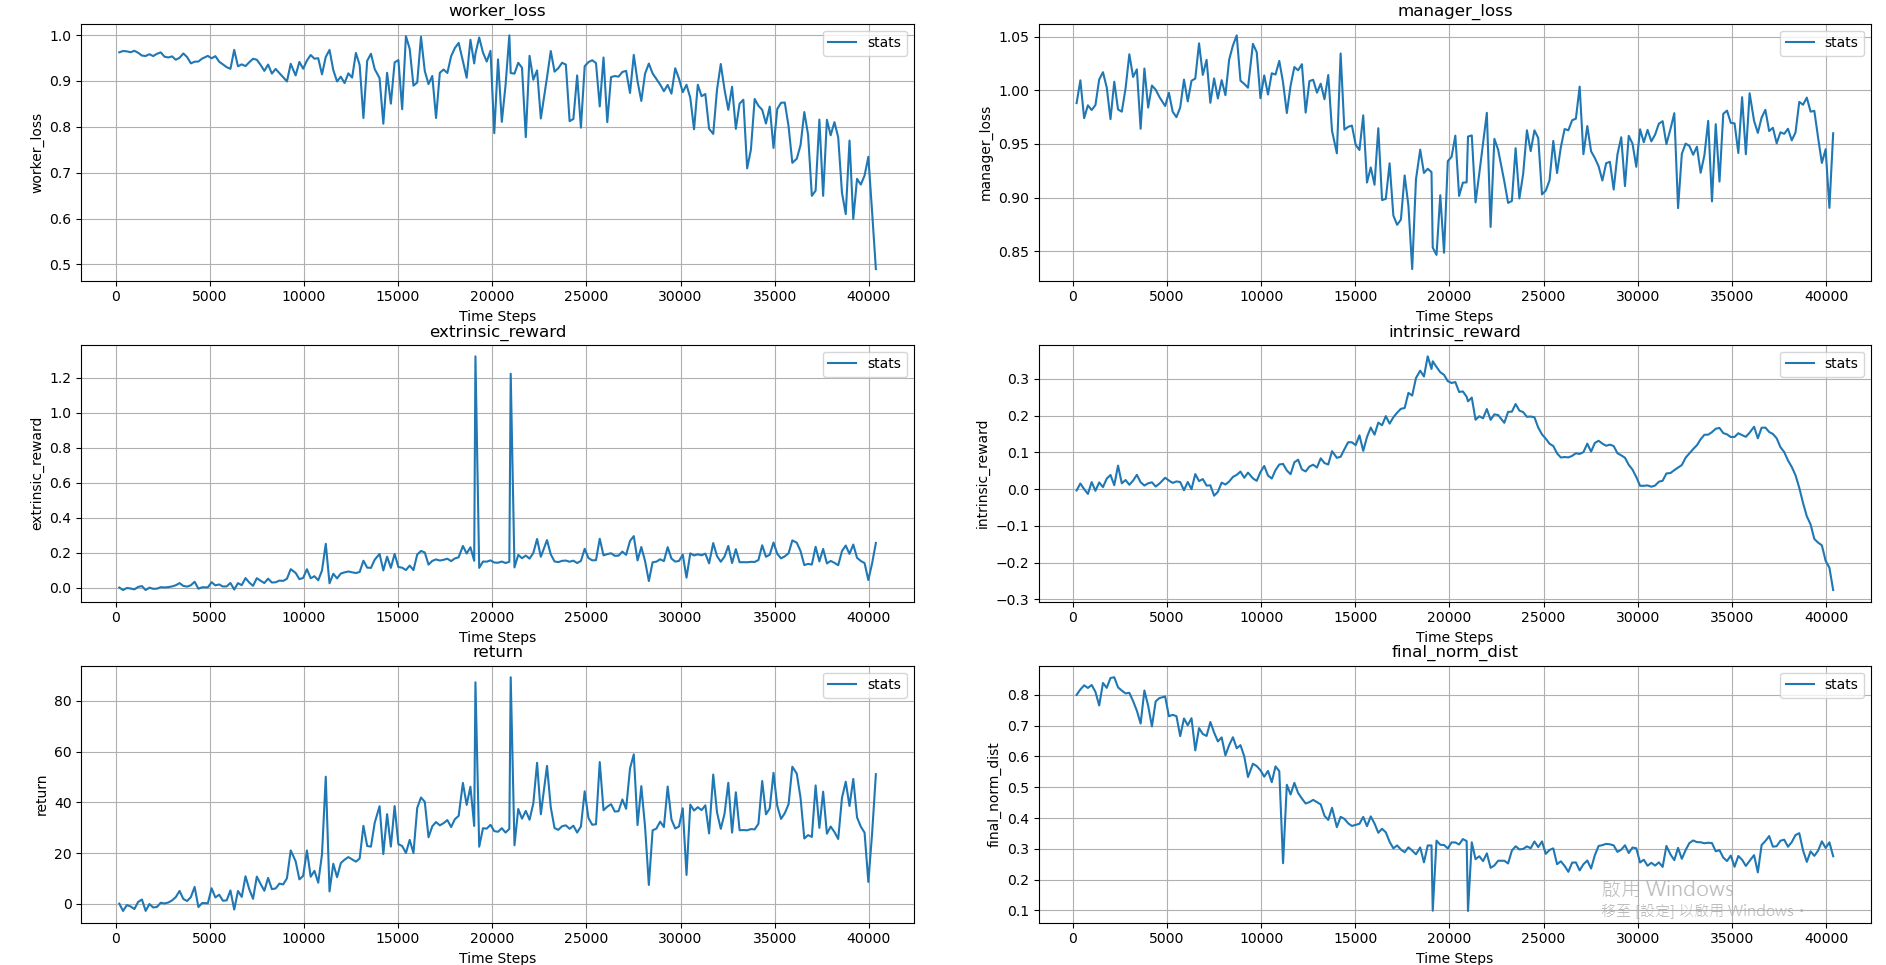 worker_loss
stats
worker_loss
1.0
0.9
0.8
0.7
0.6
0.5
0 5000 10000 15000 20000 25000 30000 35000 40000
Time Steps
manager_loss
stats
manager_loss
1.05
1.00
0.95
0.90
0.85
0 5000 10000 15000 20000 25000 30000 35000 40000
Time Steps
extrinsic_reward
stats
extrinsic_reward
1.2
1.0
0.8
0.6
0.4
0.2
0.0
0 5000 10000 15000 20000 25000 30000 35000 40000
Time Steps
intrinsic_reward
stats
intrinsic_reward
0.3
0.2
0.1
0.0
−0.1
−0.2
−0.3
0 5000 10000 15000 20000 25000 30000 35000 40000
Time Steps
return
stats
return
80
60
40
20
0
0 5000 10000 15000 20000 25000 30000 35000 40000
Time Steps
final_norm_dist
stats
final_norm_dist
0.8
0.7
0.6
0.5
0.4
0.3
0.2
0.1
0 5000 10000 15000 20000 25000 30000 35000 40000
Time Steps
啟用 Windows
移至 [設定] 以啟用 Windows。